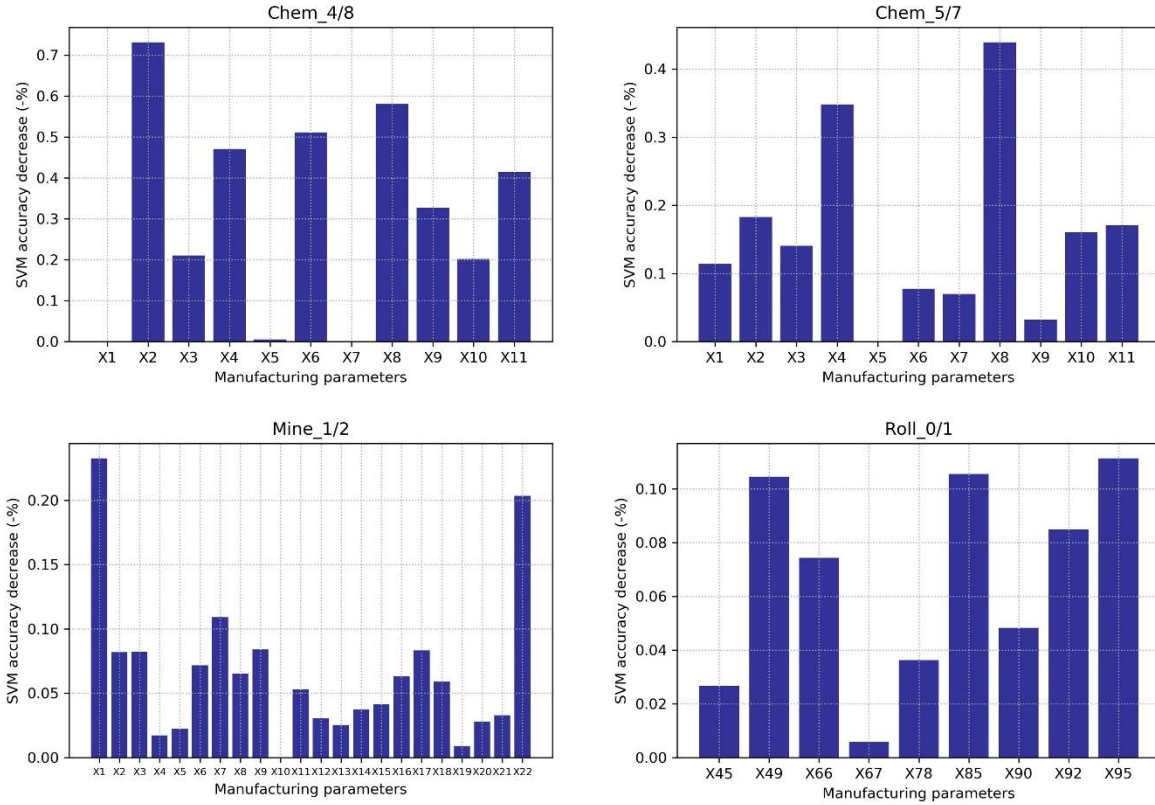 Chem_4/8
SVM accuracy decrease (-%)
0.7
0.6
0.5
0.4
0.3
0.2
0.1
0.0
X1 X2 X3 X4 X5 X6 X7 X8 X9 X10 X11
Manufacturing parameters
Chem_5/7
SVM accuracy decrease (-%)
0.4
0.3
0.2
0.1
0.0
X1 X2 X3 X4 X5 X6 X7 X8 X9 X10 X11
Manufacturing parameters
Mine_1/2
SVM accuracy decrease (-%)
0.20
0.15
0.10
0.05
0.00
X1 X2 X3 X4 X5 X6 X7 X8 X9 X10 X11 X12 X13 X14 X15 X16 X17 X18 X19 X20 X21 X22
Manufacturing parameters
Roll_0/1
SVM accuracy decrease (-%)
0.10
0.08
0.06
0.04
0.02
0.00
X45 X49 X66 X67 X78 X85 X90 X92 X95
Manufacturing parameters